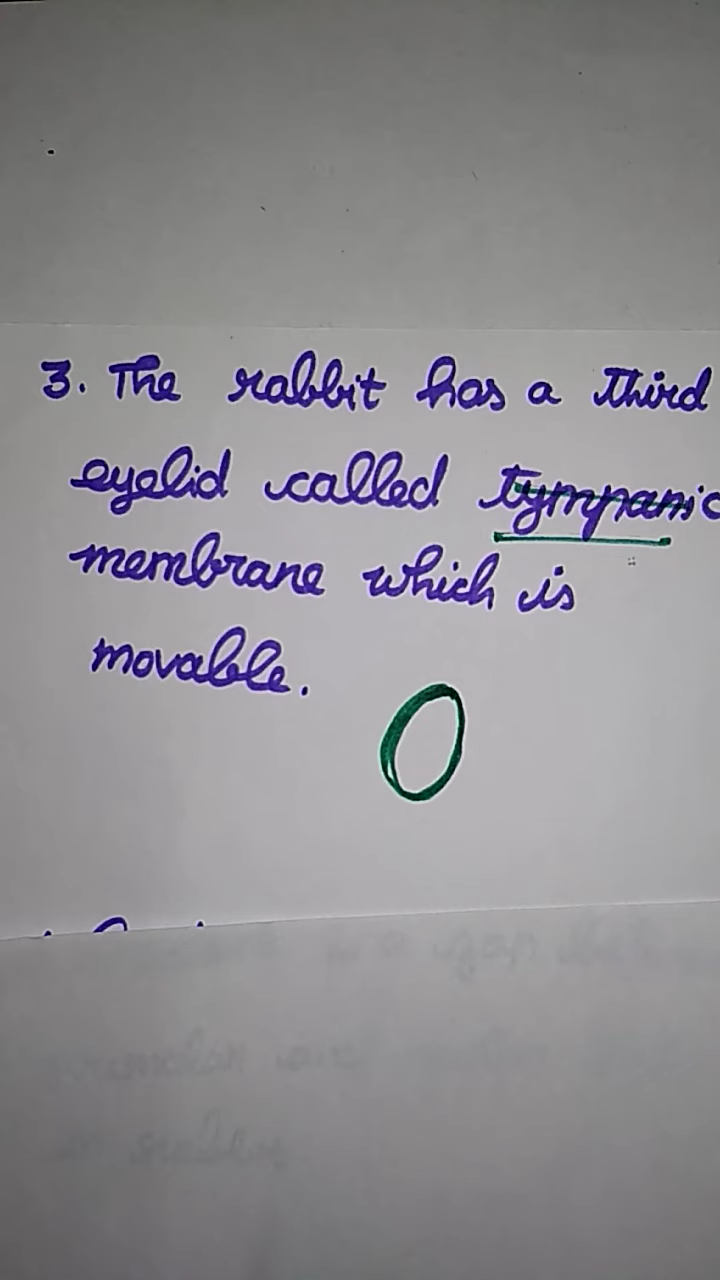 3. The rabbit has a third
eyelid called tympanic
membrane which is
movable.
0